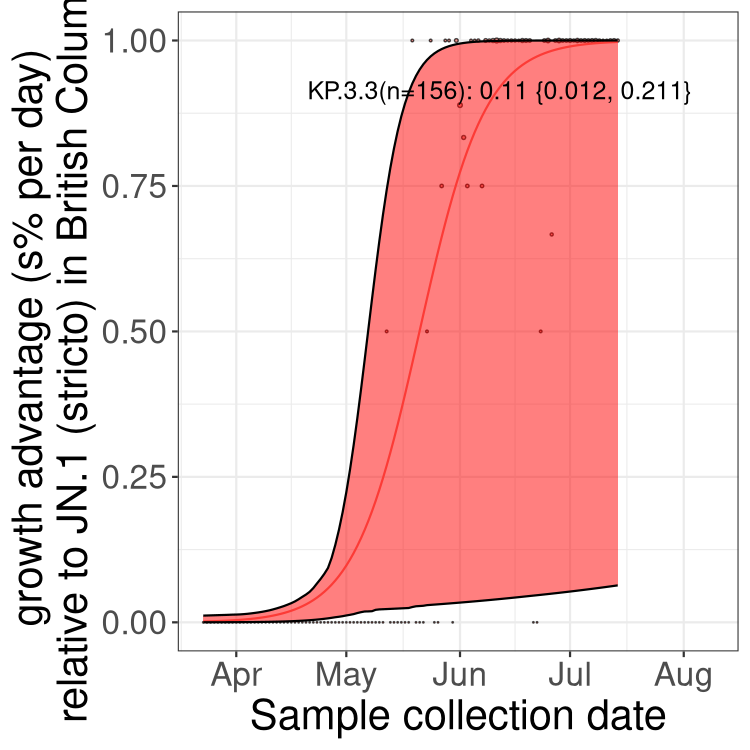 growth advantage (s% per day)
relative to JN.1 (stricto) in British Colum
1.00
0.75
0.50
0.25
0.00
KP.3.3(n=156): 0.11 {0.012, 0.211}
Apr May Jun Jul Aug
Sample collection date